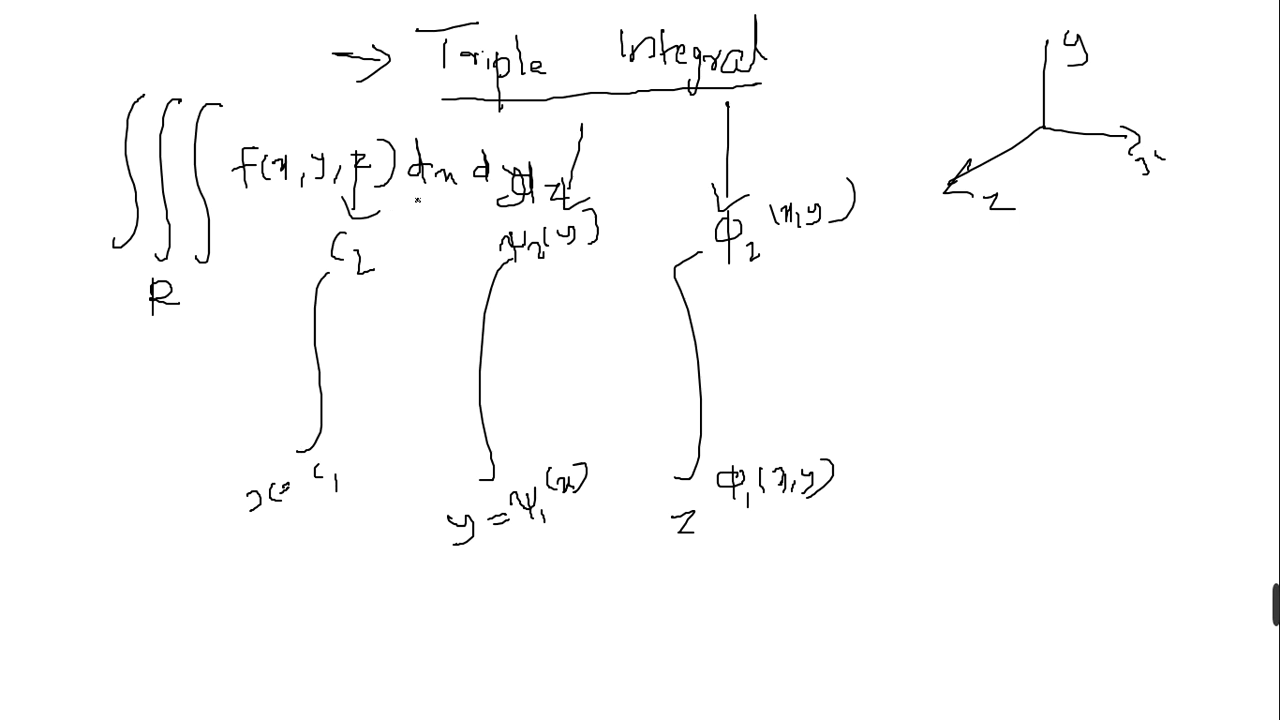 → Triple Integral
y
∭ f(x, y, z) dx dy dz
x
z
R
C₂ ψ₂(y) φ₂(x,y)
∫ ∫ ∫
x= C₁ y = ψ₁(x) z φ₁(x,y)